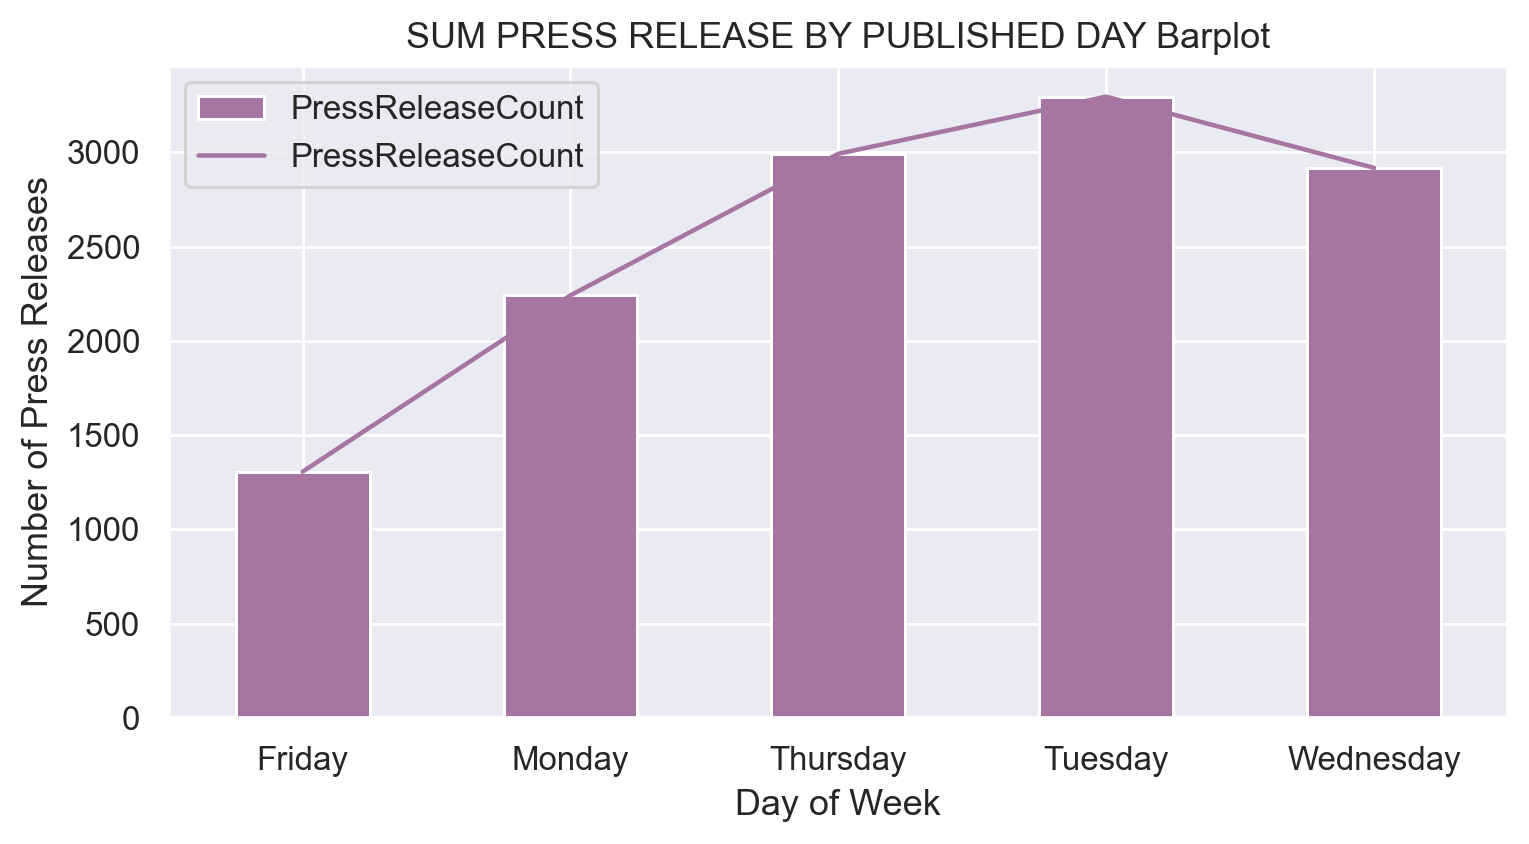 SUM PRESS RELEASE BY PUBLISHED DAY Barplot
PressReleaseCount
PressReleaseCount
Number of Press Releases
3000
2500
2000
1500
1000
500
0
Friday Monday Thursday Tuesday Wednesday
Day of Week